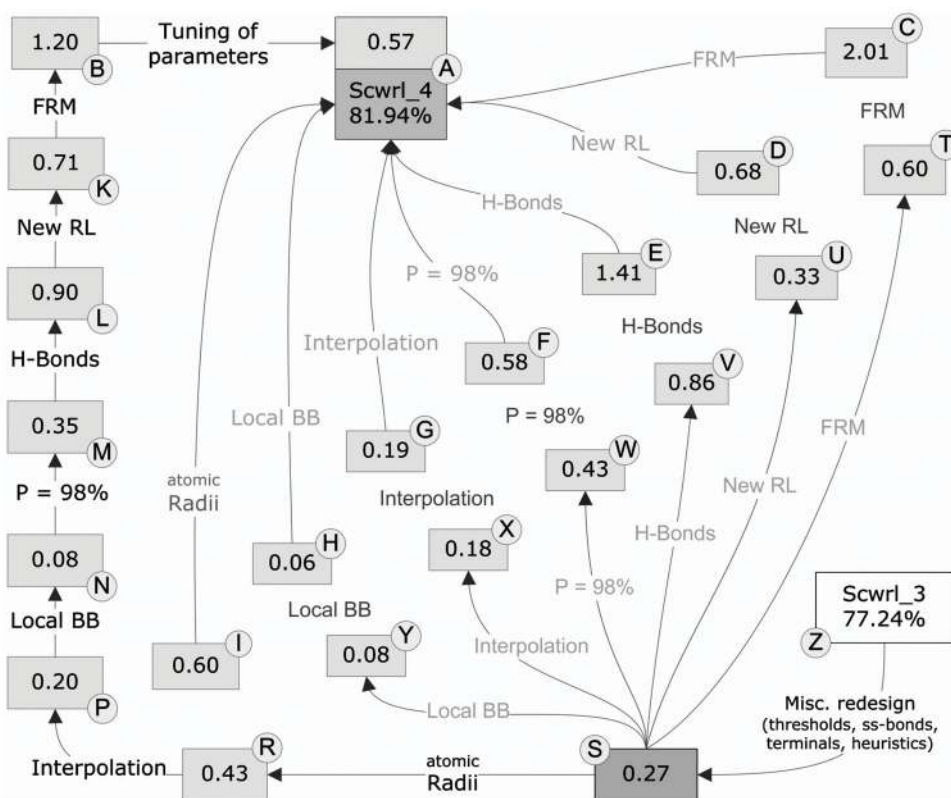 1.20
B
Tuning of
parameters
0.57
A
Scwrl_4
81.94%
FRM
2.01
C
FRM
FRM
0.71
K
New RL
0.68
D
0.60
T
New RL
H-Bonds
New RL
0.90
L
1.41
E
0.33
U
P = 98%
H-Bonds
H-Bonds
Interpolation
0.58
F
0.86
V
0.35
M
Local BB
0.19
G
P = 98%
0.43
W
FRM
P = 98%
atomic
Radii
Interpolation
New RL
0.08
N
0.06
H
0.18
X
H-Bonds
P = 98%
Scwrl_3
77.24%
Z
Local BB
Local BB
0.20
P
0.60
I
0.08
Y
Interpolation
Local BB
Misc. redesign
(thresholds, ss-bonds,
terminals, heuristics)
Interpolation
0.43
R
atomic
Radii
S
0.27